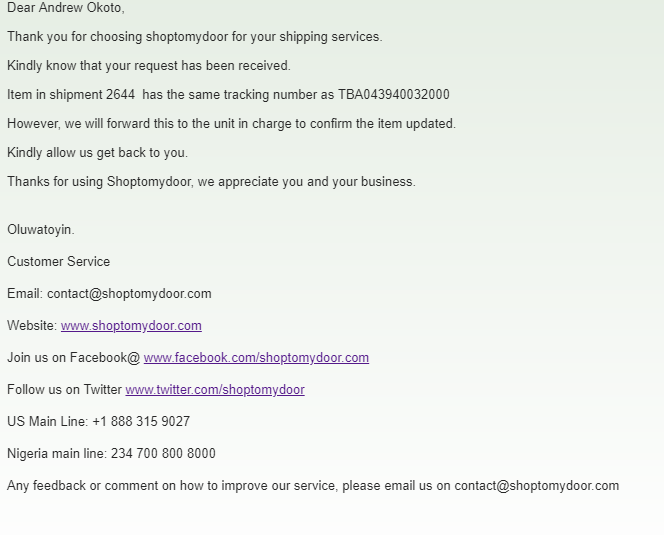 Dear Andrew Okoto,
Thank you for choosing shoptomydoor for your shipping services.
Kindly know that your request has been received.
Item in shipment 2644  has the same tracking number as TBA043940032000
However, we will forward this to the unit in charge to confirm the item updated.
Kindly allow us get back to you.
Thanks for using Shoptomydoor, we appreciate you and your business.
Oluwatoyin.
Customer Service
Email: contact@shoptomydoor.com
Website: www.shoptomydoor.com
Join us on Facebook@ www.facebook.com/shoptomydoor.com
Follow us on Twitter www.twitter.com/shoptomydoor
US Main Line: +1 888 315 9027
Nigeria main line: 234 700 800 8000
Any feedback or comment on how to improve our service, please email us on contact@shoptomydoor.com